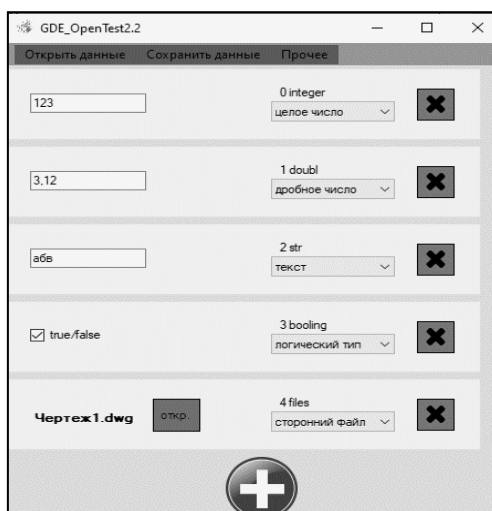 GDE_OpenTest2.2
Открыть данные Сохранить данные Прочее
0 integer
123 целое число
1 doubl
3,12 дробное число
2 str
абв текст
3 booling
true/false логический тип
4 files
Чертеж1.dwg откр. сторонний файл